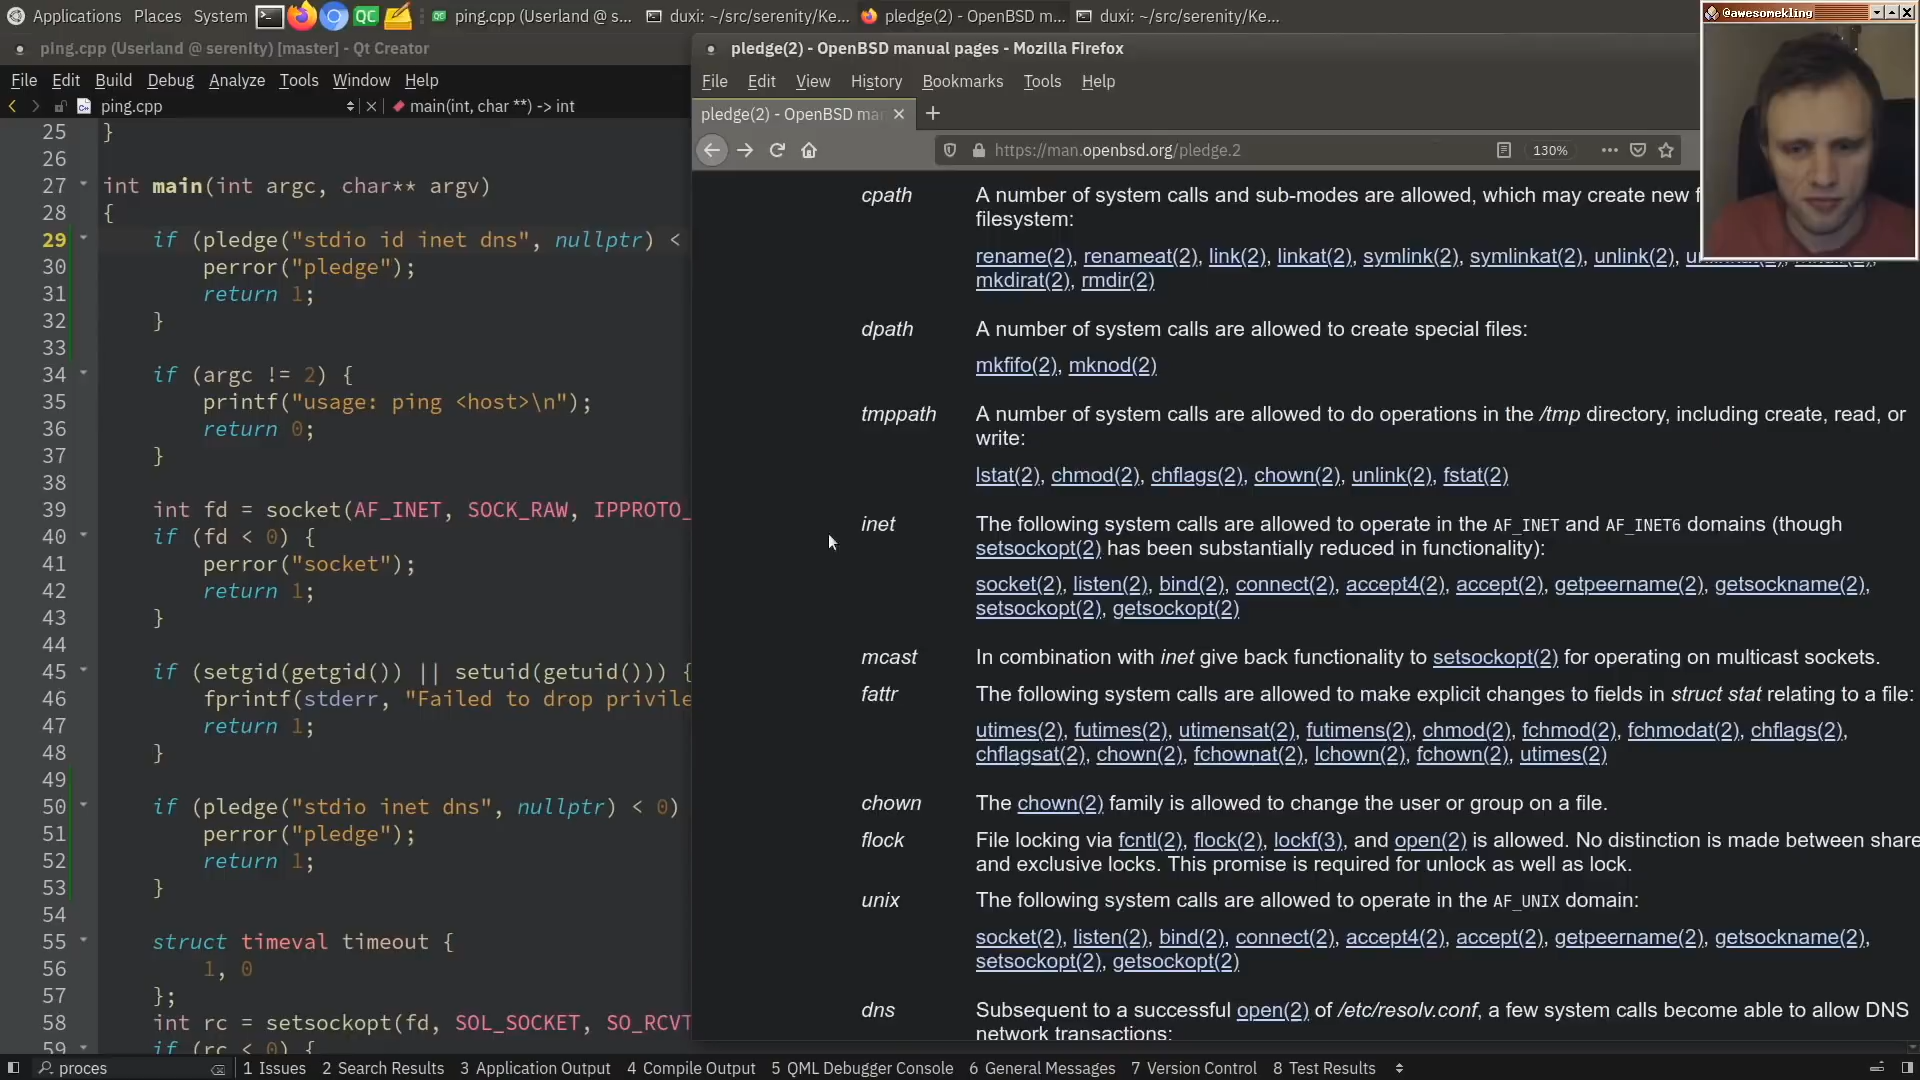 Applications Places System ping.cpp (Userland @ s... duxi: ~/src/serenity/Ke... pledge(2) - OpenBSD m... duxi: ~/src/serenity/Ke...
@awesomekling
ping.cpp (Userland @ serenity) [master] - Qt Creator
File Edit Build Debug Analyze Tools Window Help
ping.cpp main(int, char **) -> int
25 }
26
27 int main(int argc, char** argv)
28 {
29 if (pledge("stdio id inet dns", nullptr) <
30 perror("pledge");
31 return 1;
32 }
33
34 if (argc != 2) {
35 printf("usage: ping <host>\n");
36 return 0;
37 }
38
39 int fd = socket(AF_INET, SOCK_RAW, IPPROTO_
40 if (fd < 0) {
41 perror("socket");
42 return 1;
43 }
44
45 if (setgid(getgid()) || setuid(getuid())) {
46 fprintf(stderr, "Failed to drop privile
47 return 1;
48 }
49
50 if (pledge("stdio inet dns", nullptr) < 0)
51 perror("pledge");
52 return 1;
53 }
54
55 struct timeval timeout {
56 1, 0
57 };
58 int rc = setsockopt(fd, SOL_SOCKET, SO_RCVT
59 if (rc < 0) {
pledge(2) - OpenBSD manual pages - Mozilla Firefox
File Edit View History Bookmarks Tools Help
pledge(2) - OpenBSD ma
https://man.openbsd.org/pledge.2 130%
cpath A number of system calls and sub-modes are allowed, which may create new f
filesystem:
rename(2), renameat(2), link(2), linkat(2), symlink(2), symlinkat(2), unlink(2),
mkdirat(2), rmdir(2)
dpath A number of system calls are allowed to create special files:
mkfifo(2), mknod(2)
tmppath A number of system calls are allowed to do operations in the /tmp directory, including create, read, or
write:
lstat(2), chmod(2), chflags(2), chown(2), unlink(2), fstat(2)
inet The following system calls are allowed to operate in the AF_INET and AF_INET6 domains (though
setsockopt(2) has been substantially reduced in functionality):
socket(2), listen(2), bind(2), connect(2), accept4(2), accept(2), getpeername(2), getsockname(2),
setsockopt(2), getsockopt(2)
mcast In combination with inet give back functionality to setsockopt(2) for operating on multicast sockets.
fattr The following system calls are allowed to make explicit changes to fields in struct stat relating to a file:
utimes(2), futimes(2), utimensat(2), futimens(2), chmod(2), fchmod(2), fchmodat(2), chflags(2),
chflagsat(2), chown(2), fchownat(2), lchown(2), fchown(2), utimes(2)
chown The chown(2) family is allowed to change the user or group on a file.
flock File locking via fcntl(2), flock(2), lockf(3), and open(2) is allowed. No distinction is made between share
and exclusive locks. This promise is required for unlock as well as lock.
unix The following system calls are allowed to operate in the AF_UNIX domain:
socket(2), listen(2), bind(2), connect(2), accept4(2), accept(2), getpeername(2), getsockname(2),
setsockopt(2), getsockopt(2)
dns Subsequent to a successful open(2) of /etc/resolv.conf, a few system calls become able to allow DNS
network transactions:
proces 1 Issues 2 Search Results 3 Application Output 4 Compile Output 5 QML Debugger Console 6 General Messages 7 Version Control 8 Test Results